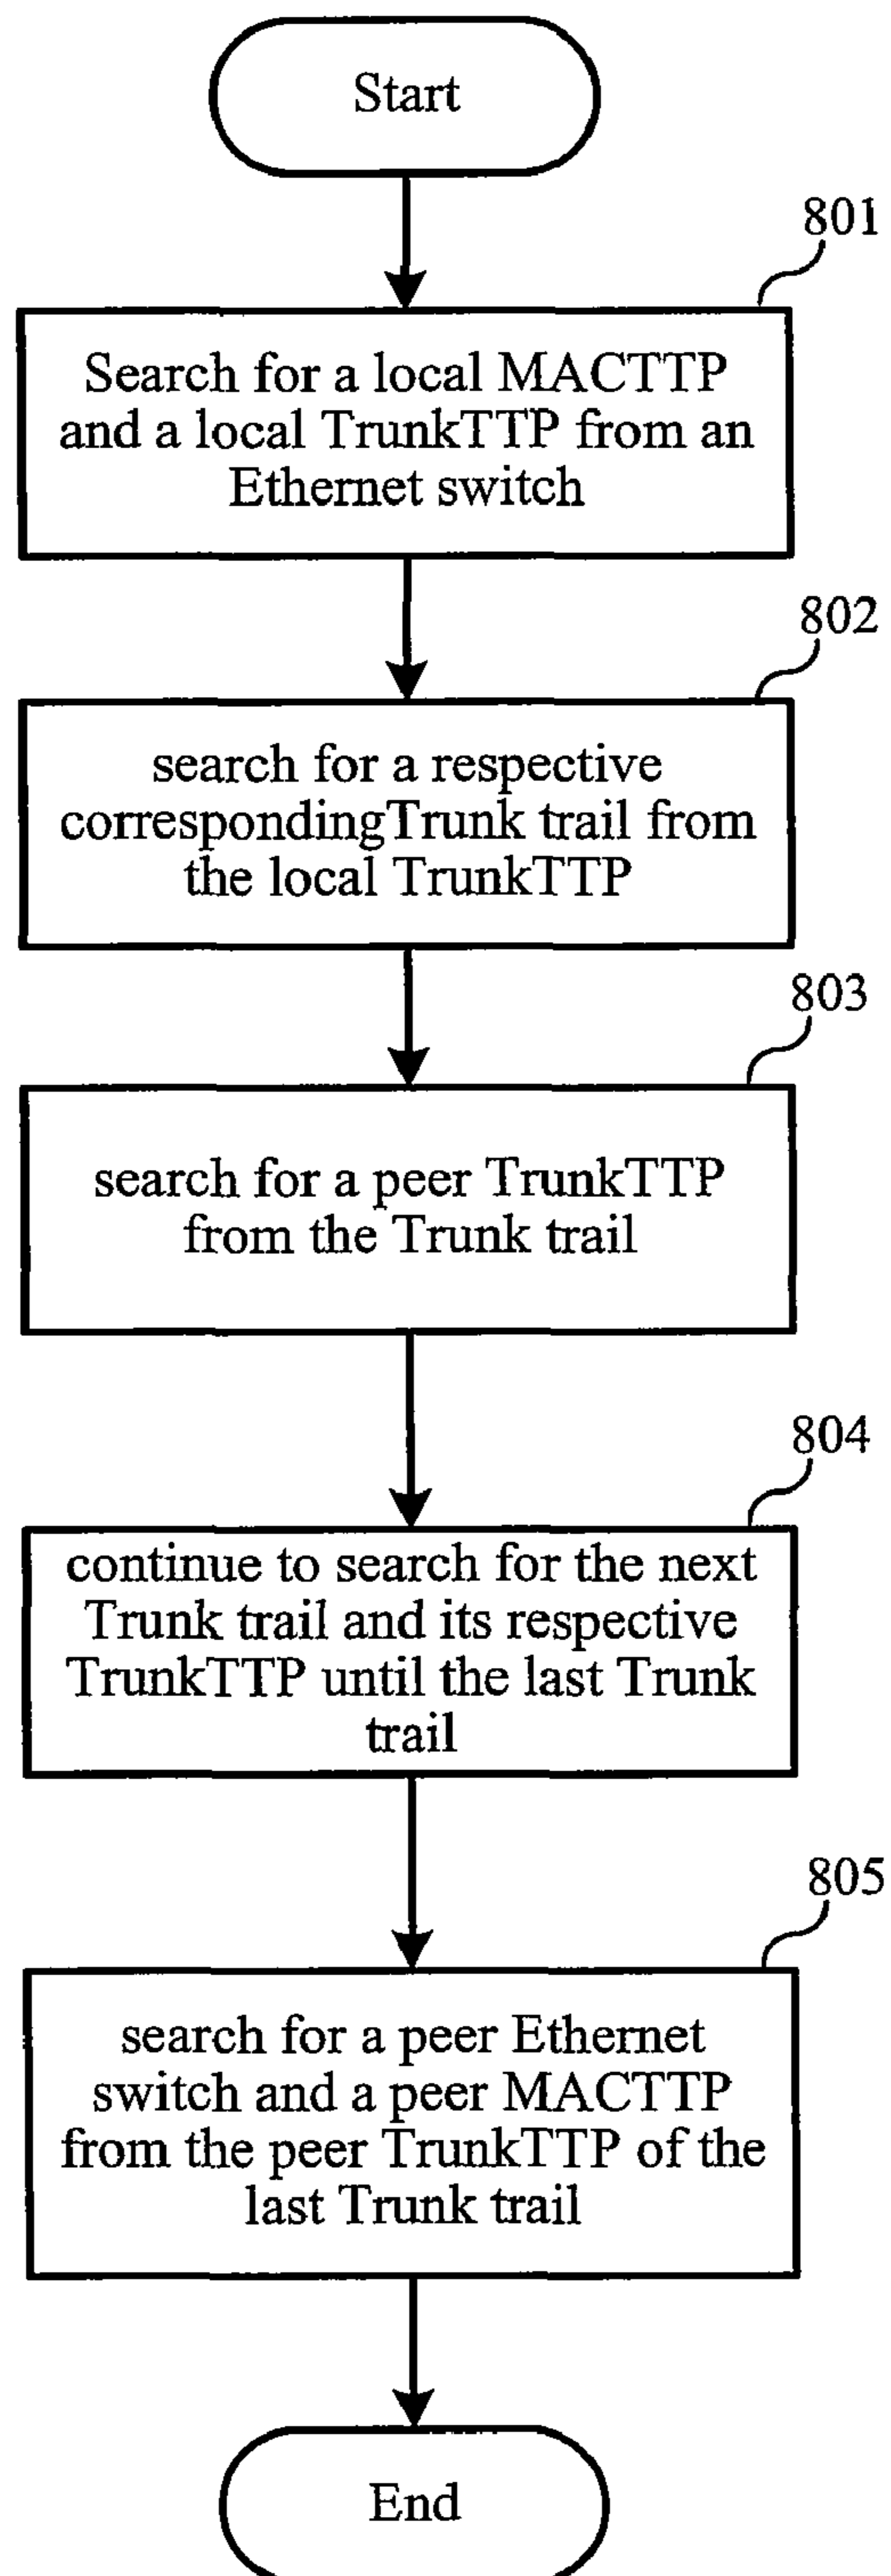 Start
801
Search for a local MACTTP
and a local TrunkTTP from an
Ethernet switch
802
search for a respective
correspondingTrunk trail from
the local TrunkTTP
803
search for a peer TrunkTTP
from the Trunk trail
804
continue to search for the next
Trunk trail and its respective
TrunkTTP until the last Trunk
trail
805
search for a peer Ethernet
switch and a peer MACTTP
from the peer TrunkTTP of the
last Trunk trail
End